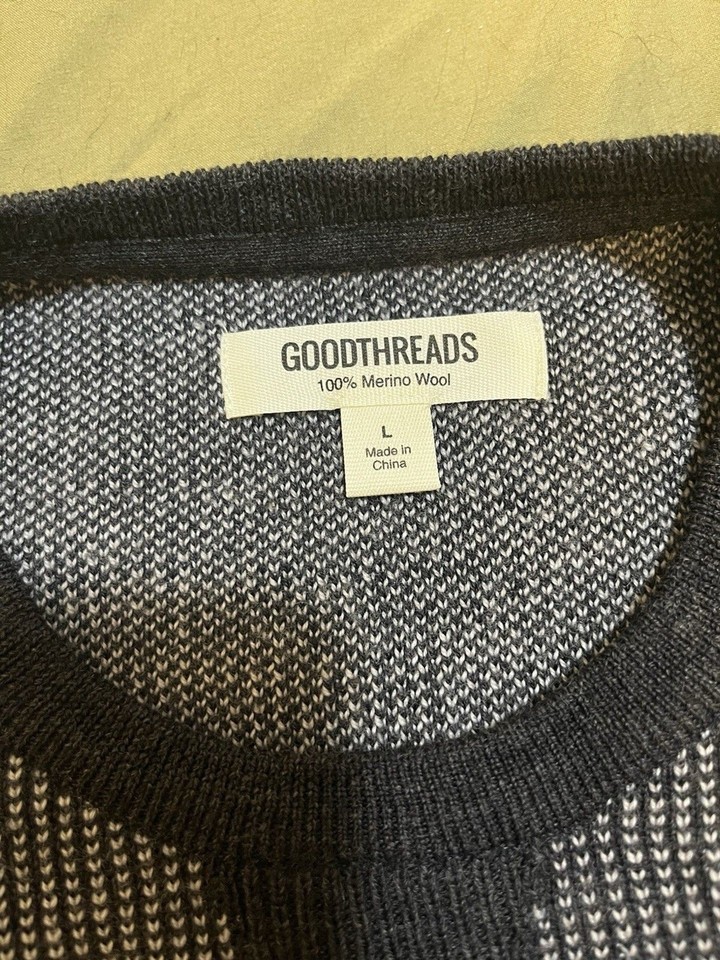 GOODTHREADS
100% Merino Wool
L
Made in
China